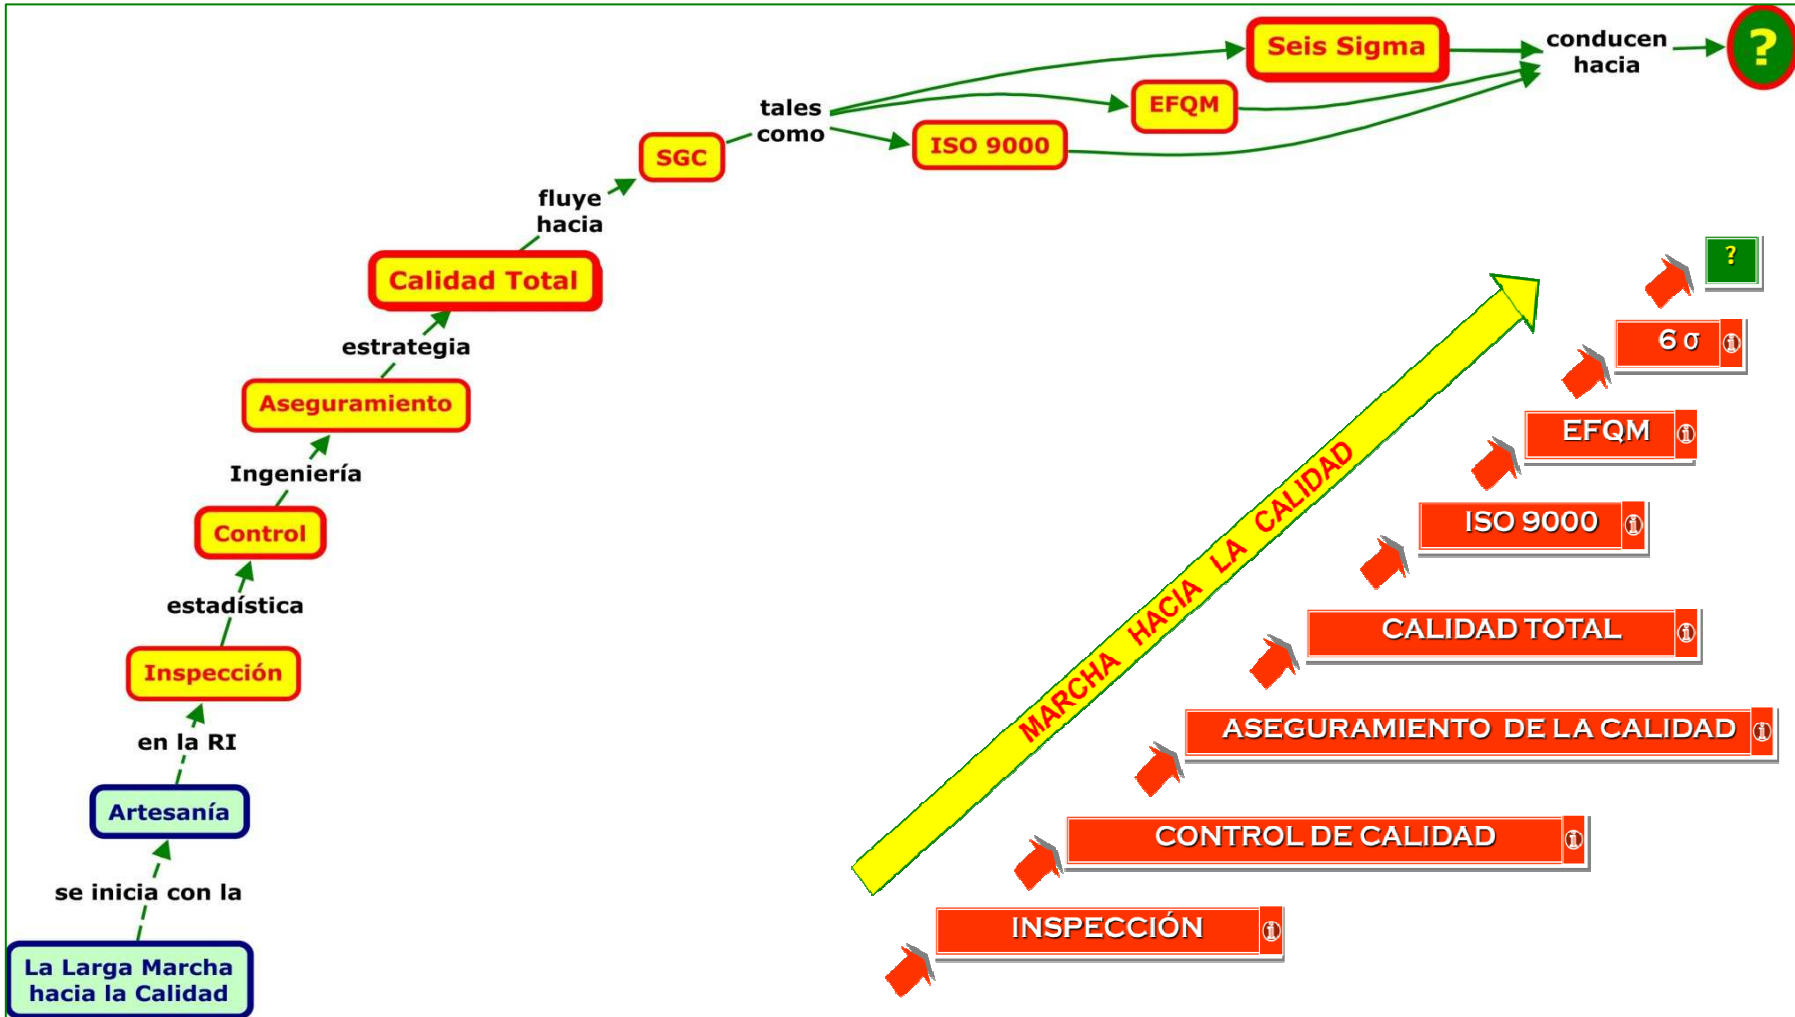 Seis Sigma
conducen
hacia
?
EFQM
tales
como
ISO 9000
SGC
fluye
hacia
Calidad Total
estrategia
Aseguramiento
Ingeniería
Control
estadística
Inspección
en la RI
Artesanía
se inicia con la
La Larga Marcha
hacia la Calidad
MARCHA HACIA LA CALIDAD
?
6 σ
i
EFQM
i
ISO 9000
i
CALIDAD TOTAL
i
ASEGURAMIENTO DE LA CALIDAD
i
CONTROL DE CALIDAD
i
INSPECCIÓN
i